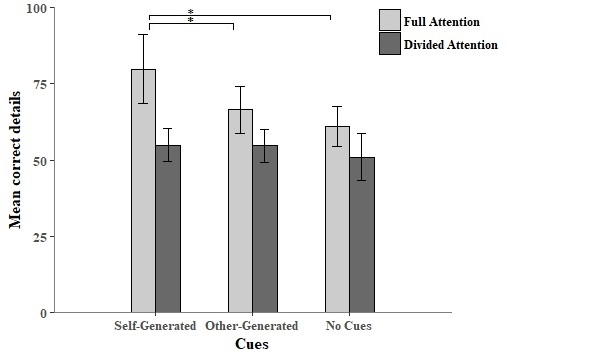 100
*
*
Full Attention
Divided Attention
75
Mean correct details
50
25
0
Self-Generated Other-Generated No Cues
Cues